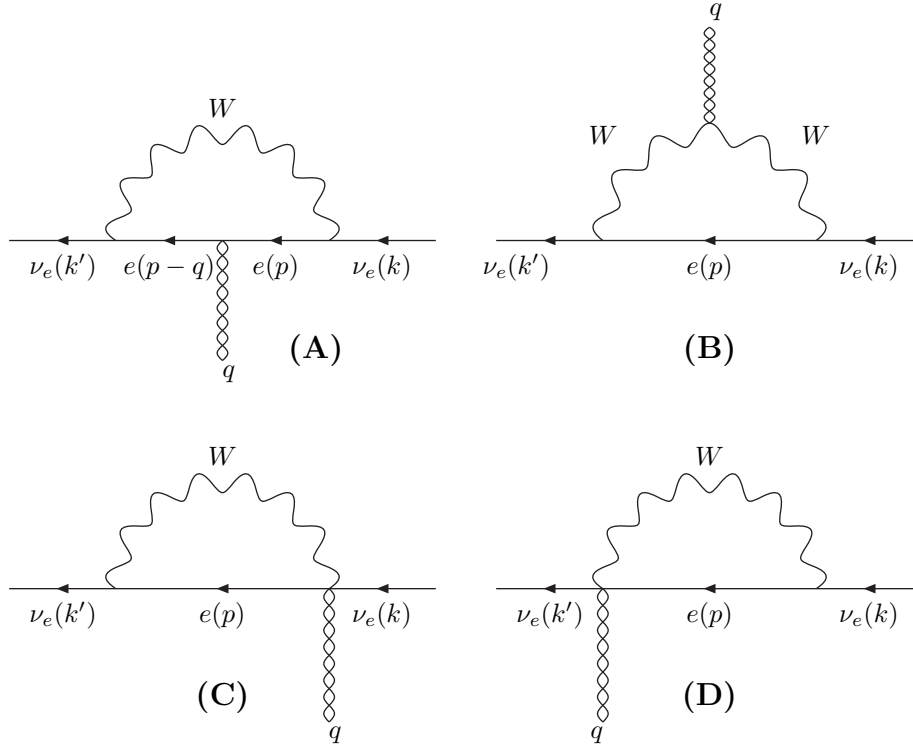 q
W
W W
ν_e(k') e(p − q) e(p) ν_e(k)
ν_e(k') e(p) ν_e(k)
(A)
(B)
q
W
W
ν_e(k') e(p) ν_e(k)
ν_e(k') e(p) ν_e(k)
(C)
(D)
q
q